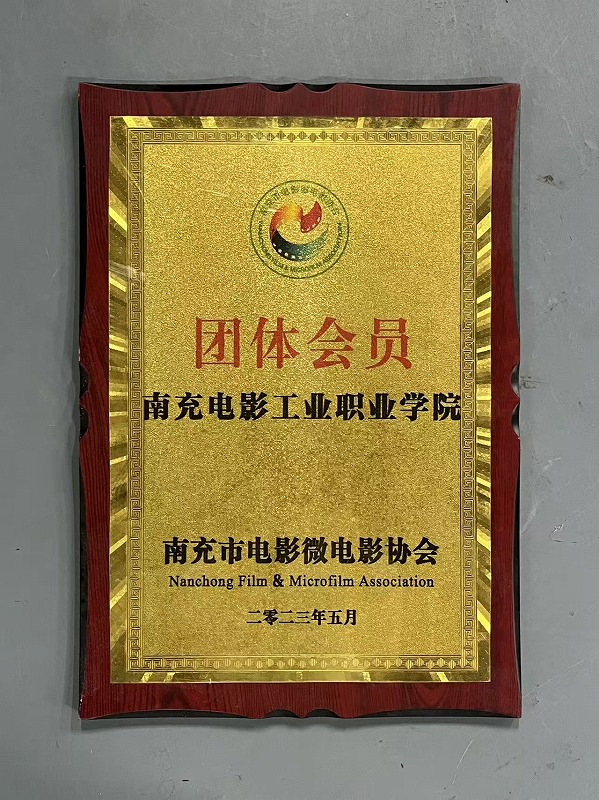 团体会员
南充电影工业职业学院
南充市电影微电影协会
Nanchong Film & Microfilm Association
二零二三年五月